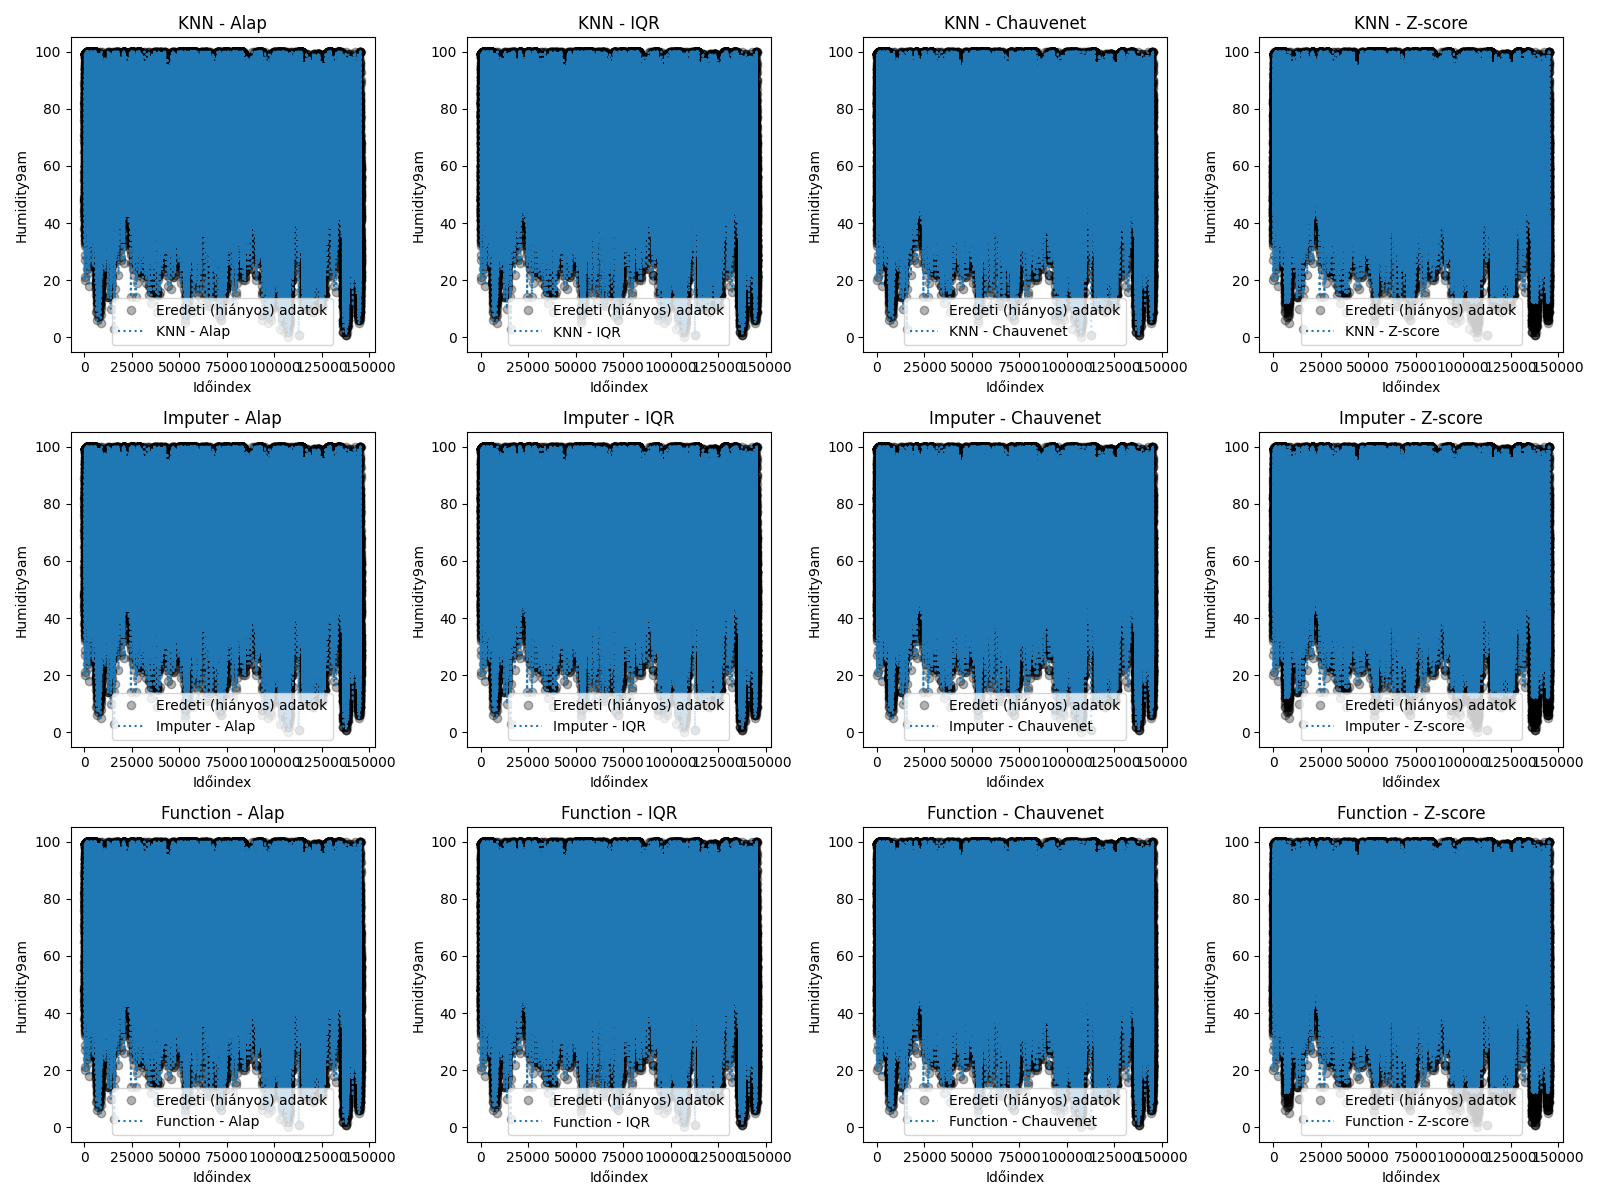 KNN - Alap
KNN - IQR
KNN - Chauvenet
KNN - Z-score
Humidity9am
100
80
60
40
20
0
Eredeti (hiányos) adatok
KNN - Alap
0 25000 50000 75000 100000 125000 150000
Időindex
Humidity9am
100
80
60
40
20
0
Eredeti (hiányos) adatok
KNN - IQR
0 25000 50000 75000 100000 125000 150000
Időindex
Humidity9am
100
80
60
40
20
0
Eredeti (hiányos) adatok
KNN - Chauvenet
0 25000 50000 75000 100000 125000 150000
Időindex
Humidity9am
100
80
60
40
20
0
Eredeti (hiányos) adatok
KNN - Z-score
0 25000 50000 75000 100000 125000 150000
Időindex
Imputer - Alap
Imputer - IQR
Imputer - Chauvenet
Imputer - Z-score
Humidity9am
100
80
60
40
20
0
Eredeti (hiányos) adatok
Imputer - Alap
0 25000 50000 75000 100000 125000 150000
Időindex
Humidity9am
100
80
60
40
20
0
Eredeti (hiányos) adatok
Imputer - IQR
0 25000 50000 75000 100000 125000 150000
Időindex
Humidity9am
100
80
60
40
20
0
Eredeti (hiányos) adatok
Imputer - Chauvenet
0 25000 50000 75000 100000 125000 150000
Időindex
Humidity9am
100
80
60
40
20
0
Eredeti (hiányos) adatok
Imputer - Z-score
0 25000 50000 75000 100000 125000 150000
Időindex
Function - Alap
Function - IQR
Function - Chauvenet
Function - Z-score
Humidity9am
100
80
60
40
20
0
Eredeti (hiányos) adatok
Function - Alap
0 25000 50000 75000 100000 125000 150000
Időindex
Humidity9am
100
80
60
40
20
0
Eredeti (hiányos) adatok
Function - IQR
0 25000 50000 75000 100000 125000 150000
Időindex
Humidity9am
100
80
60
40
20
0
Eredeti (hiányos) adatok
Function - Chauvenet
0 25000 50000 75000 100000 125000 150000
Időindex
Humidity9am
100
80
60
40
20
0
Eredeti (hiányos) adatok
Function - Z-score
0 25000 50000 75000 100000 125000 150000
Időindex